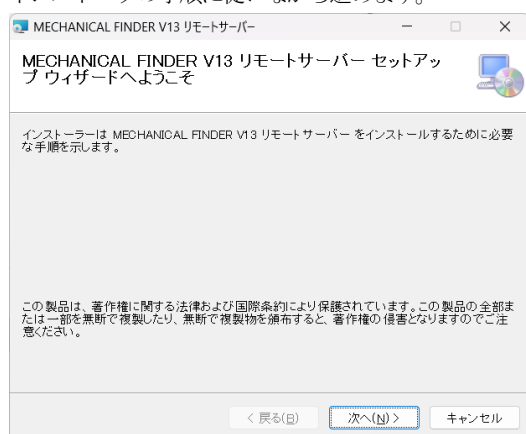 MECHANICAL FINDER V13 リモートサーバー
MECHANICAL FINDER V13 リモートサーバー セットアッ
プ ウィザードへようこそ
インストーラーは MECHANICAL FINDER V13 リモートサーバー をインストールするために必要
な手順を示します。
この製品は、著作権に関する法律および国際条約により保護されています。この製品の全部ま
たは一部を無断で複製したり、無断で複製物を頒布すると、著作権の侵害となりますのでご注
意ください。
< 戻る(B)
次へ(N) >
キャンセル